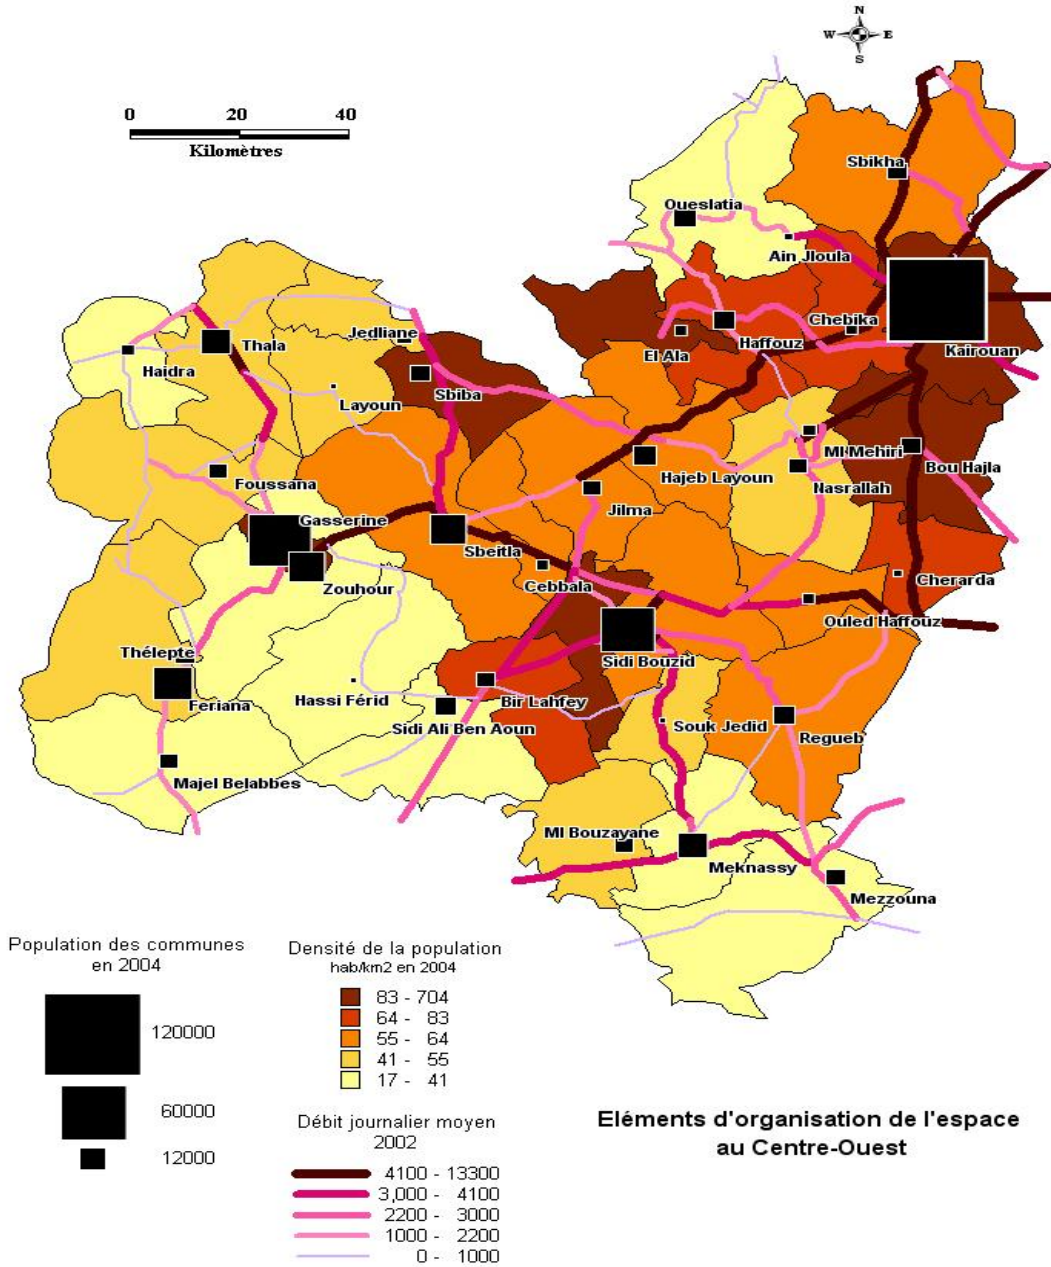 N
W E
S
0 20 40
Kilomètres
Sbikha
Oueslatia
Ain Jloula
Chebika
Kairouan
Haffouz
El Ala
Jedliane
Thala
Haidra
Sbiba
Layoun
Foussana
Hajeb Layoun
Ml Mehiri
Nasrallah
Bou Hajla
Jilma
Gasserine
Sbeitla
Zouhour
Cebbala
Cherarda
Ouled Haffouz
Sidi Bouzid
Thélepte
Feriana
Hassi Férid
Bir Lahfey
Sidi Ali Ben Aoun
Souk Jedid
Regueb
Majel Belabbes
Ml Bouzayane
Meknassy
Mezzouna
Population des communes
en 2004
120000
60000
12000
Densité de la population
hab/km2 en 2004
83 - 704
64 - 83
55 - 64
41 - 55
17 - 41
Débit journalier moyen
2002
4100 - 13300
3,000 - 4100
2200 - 3000
1000 - 2200
0 - 1000
Eléments d'organisation de l'espace
au Centre-Ouest